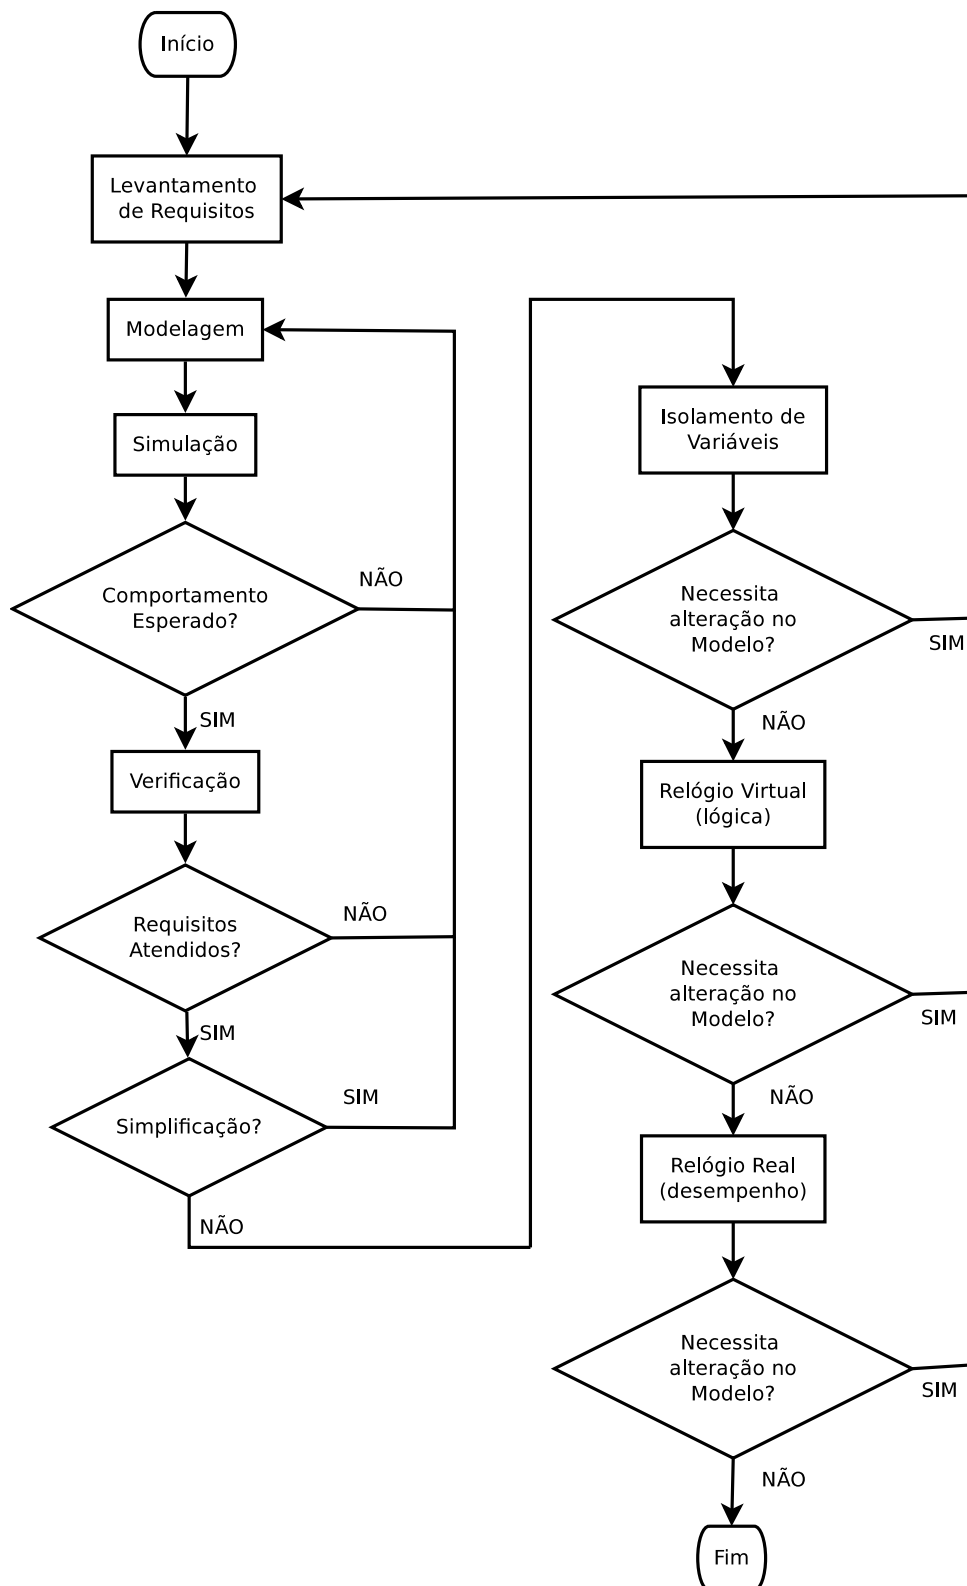 Início
Levantamento
de Requisitos
Modelagem
Simulação
Comportamento
Esperado?
NÃO
SIM
Verificação
Requisitos
Atendidos?
NÃO
SIM
Simplificação?
SIM
NÃO
Isolamento de
Variáveis
Necessita
alteração no
Modelo?
SIM
NÃO
Relógio Virtual
(lógica)
Necessita
alteração no
Modelo?
SIM
NÃO
Relógio Real
(desempenho)
Necessita
alteração no
Modelo?
SIM
NÃO
Fim